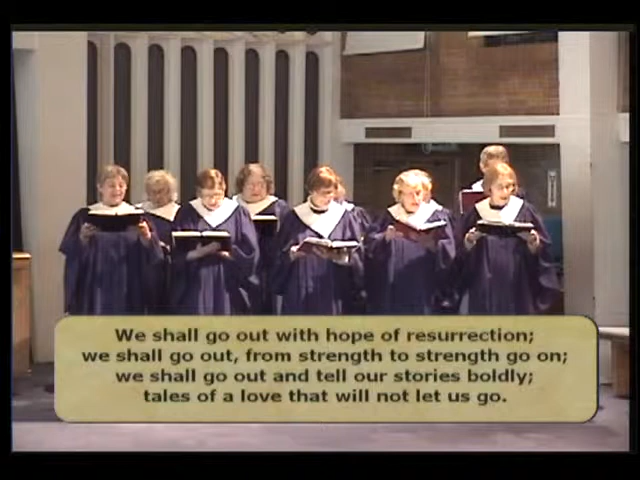 We shall go out with hope of resurrection;
we shall go out, from strength to strength go on;
we shall go out and tell our stories boldly;
tales of a love that will not let us go.